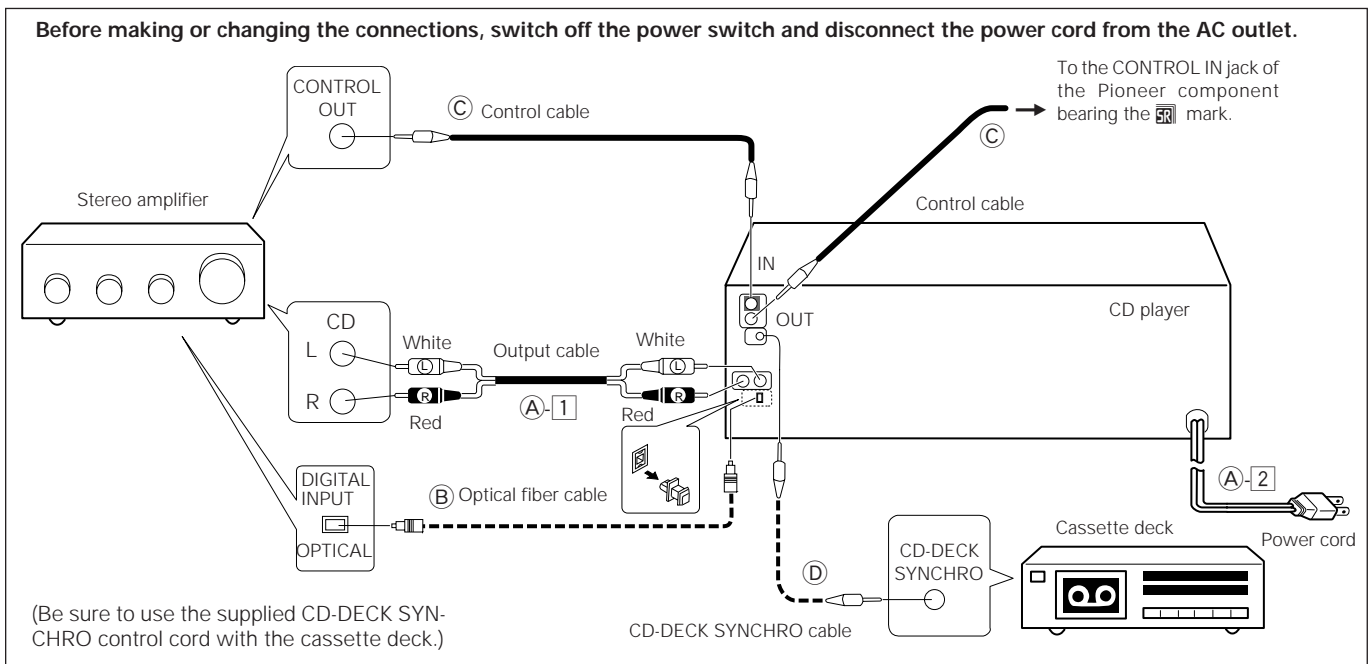 Before making or changing the connections, switch off the power switch and disconnect the power cord from the AC outlet.
CONTROL
OUT
Ⓒ Control cable
To the CONTROL IN jack of
the Pioneer component
bearing the SR mark.
Ⓒ
Stereo amplifier
Control cable
IN
OUT
CD player
CD
L
R
White
L
R
Red
Output cable
Ⓐ-1
White
L
R
Red
DIGITAL
INPUT
OPTICAL
Ⓑ Optical fiber cable
Ⓐ-2
Power cord
Cassette deck
CD-DECK
SYNCHRO
Ⓓ
CD-DECK SYNCHRO cable
(Be sure to use the supplied CD-DECK SYN-
CHRO control cord with the cassette deck.)